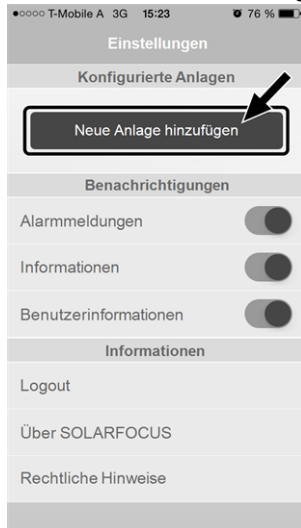 T-Mobile A 3G 15:23 76 %
Einstellungen
Konfigurierte Anlagen
Neue Anlage hinzufügen
Benachrichtigungen
Alarmmeldungen
Informationen
Benutzerinformationen
Informationen
Logout
Über SOLARFOCUS
Rechtliche Hinweise